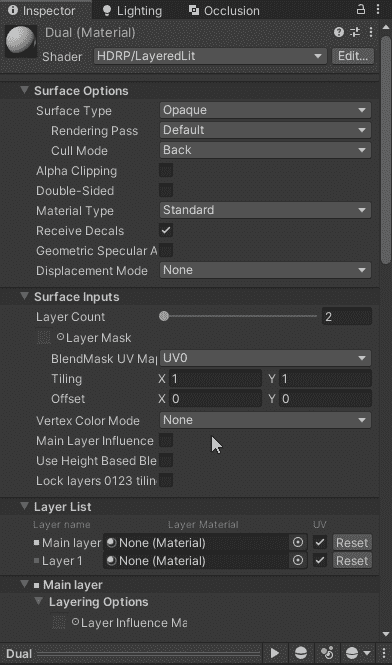 Inspector Lighting Occlusion
Dual (Material)
Shader HDRP/LayeredLit Edit...
Surface Options
Surface Type Opaque
Rendering Pass Default
Cull Mode Back
Alpha Clipping
Double-Sided
Material Type Standard
Receive Decals
Geometric Specular A
Displacement Mode None
Surface Inputs
Layer Count 2
Layer Mask
BlendMask UV Map UV0
Tiling X 1 Y 1
Offset X 0 Y 0
Vertex Color Mode None
Main Layer Influence
Use Height Based Ble
Lock layers 0123 tilin
Layer List
Layer name Layer Material UV
Main layer None (Material) Reset
Layer 1 None (Material) Reset
Main layer
Layering Options
Layer Influence Ma
Dual